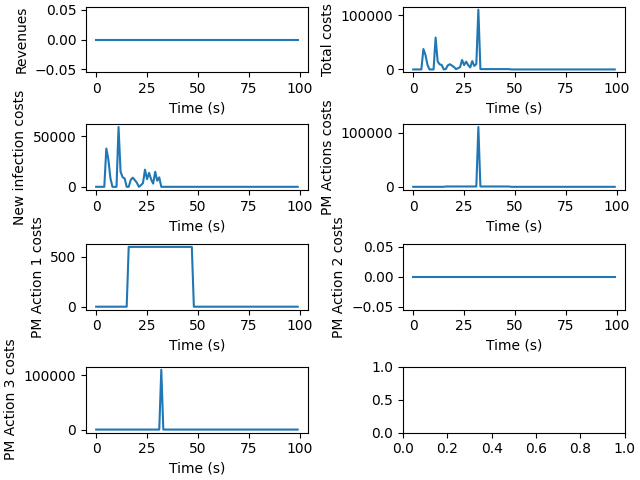 Revenues
0.05
0.00
−0.05
0 25 50 75 100
Time (s)
Total costs
100000
0
0 25 50 75 100
Time (s)
New infection costs
50000
0
0 25 50 75 100
Time (s)
PM Actions costs
100000
0
0 25 50 75 100
Time (s)
PM Action 1 costs
500
0
0 25 50 75 100
Time (s)
PM Action 2 costs
0.05
0.00
−0.05
0 25 50 75 100
Time (s)
PM Action 3 costs
100000
0
0 25 50 75 100
Time (s)
1.0
0.5
0.0
0.0 0.2 0.4 0.6 0.8 1.0